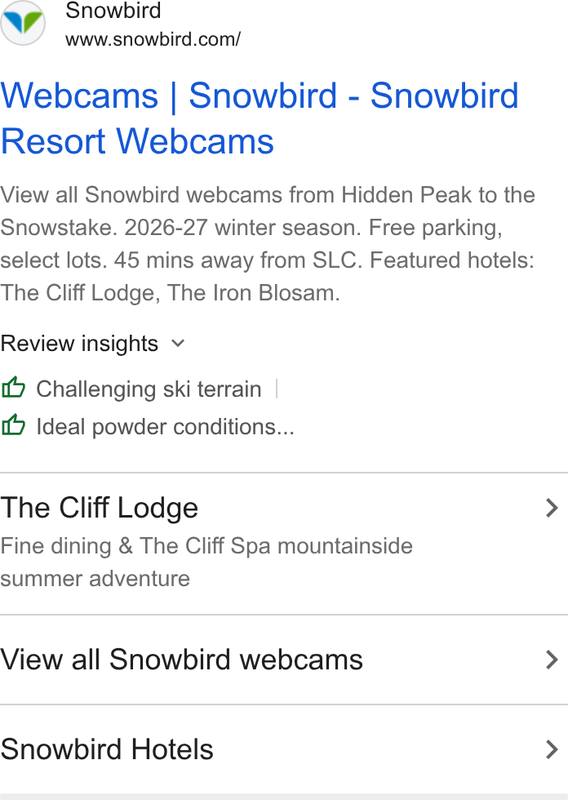 Snowbird
www.snowbird.com/
Webcams | Snowbird - Snowbird
Resort Webcams
View all Snowbird webcams from Hidden Peak to the
Snowstake. 2026-27 winter season. Free parking,
select lots. 45 mins away from SLC. Featured hotels:
The Cliff Lodge, The Iron Blosam.
Review insights
Challenging ski terrain
Ideal powder conditions...
The Cliff Lodge
Fine dining & The Cliff Spa mountainside
summer adventure
View all Snowbird webcams
Snowbird Hotels